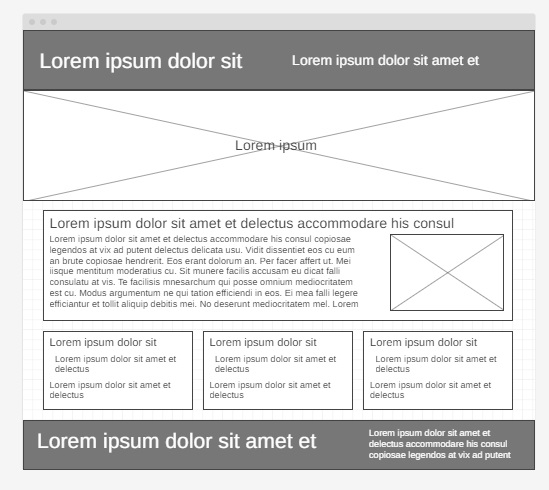 Lorem ipsum dolor sit
Lorem ipsum dolor sit amet et
Lorem ipsum
Lorem ipsum dolor sit amet et delectus accommodare his consul
Lorem ipsum dolor sit amet et delectus accommodare his consul copiosae
legendos at vix ad putent delectus delicata usu. Vidit dissentiet eos cu eum
an brute copiosae hendrerit. Eos erant dolorum an. Per facer affert ut. Mei
iisque mentitum moderatius cu. Sit munere facilis accusam eu dicat falli
consulatu at vis. Te facilisis mnesarchum qui posse omnium mediocritatem
est cu. Modus argumentum ne qui tation efficiendi in eos. Ei mea falli legere
efficiantur et tollit aliquip debitis mei. No deserunt mediocritatem mel. Lorem
Lorem ipsum dolor sit
Lorem ipsum dolor sit amet et
delectus
Lorem ipsum dolor sit amet et
delectus
Lorem ipsum dolor sit
Lorem ipsum dolor sit amet et
delectus
Lorem ipsum dolor sit amet et
delectus
Lorem ipsum dolor sit
Lorem ipsum dolor sit amet et
delectus
Lorem ipsum dolor sit amet et
delectus
Lorem ipsum dolor sit amet et
Lorem ipsum dolor sit amet et
delectus accommodare his consul
copiosae legendos at vix ad putent